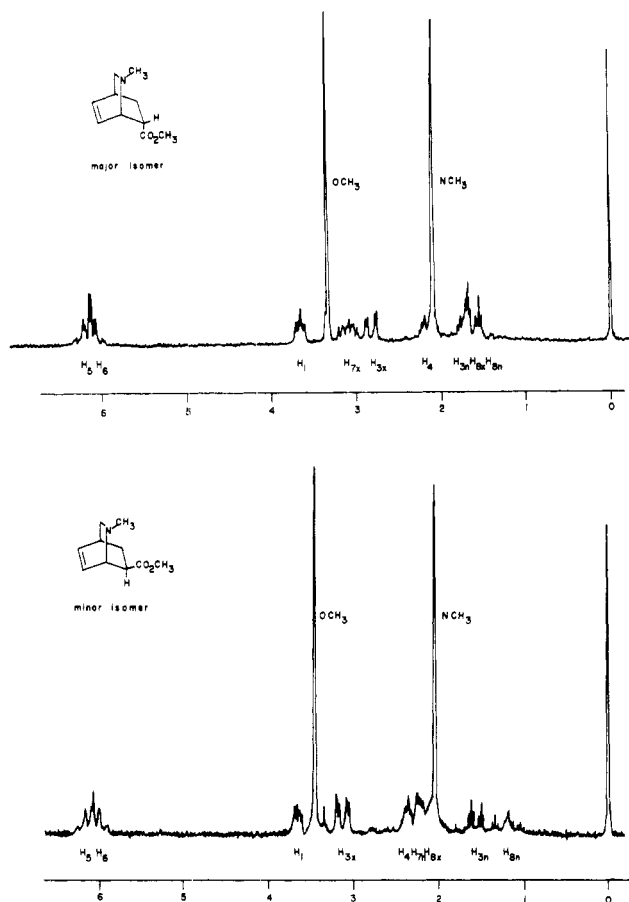 N CH3
H
CO2CH3
major isomer
OCH3
NCH3
H5 H6
H1
H7x
H3x
H4
H3n H8x H8n
6 5 4 3 2 1 0
N CH3
CO2CH3
H
minor isomer
OCH3
NCH3
H5 H6
H1
H3x
H4 H7n H8x
H3n
H8n
6 5 4 3 2 1 0